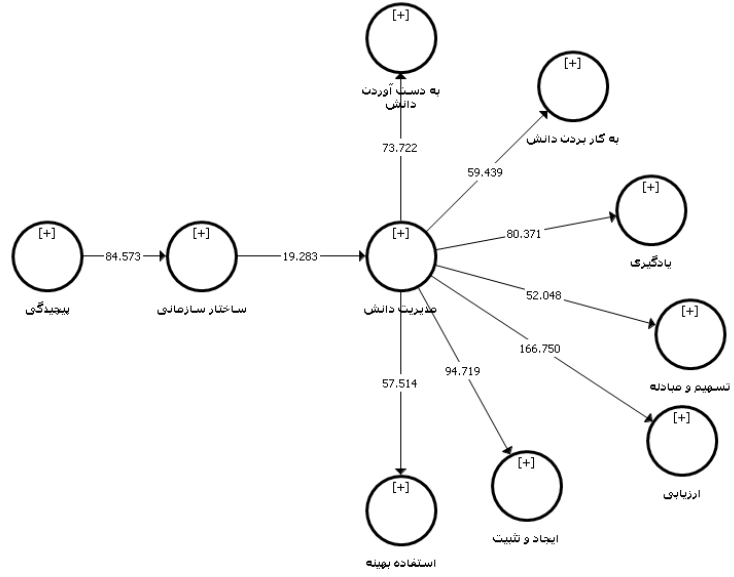 [+]
به دست آوردن
دانش
[+]
به کار بردن دانش
73.722
59.439
[+]
یادگیری
80.371
[+]
پیچیدگی
84.573
[+]
ساختار سازمانی
19.283
[+]
مدیریت دانش
52.048
[+]
تسهیم و مبادله
166.750
[+]
ارزیابی
94.719
57.514
[+]
ایجاد و تثبیت
[+]
استفاده بهینه